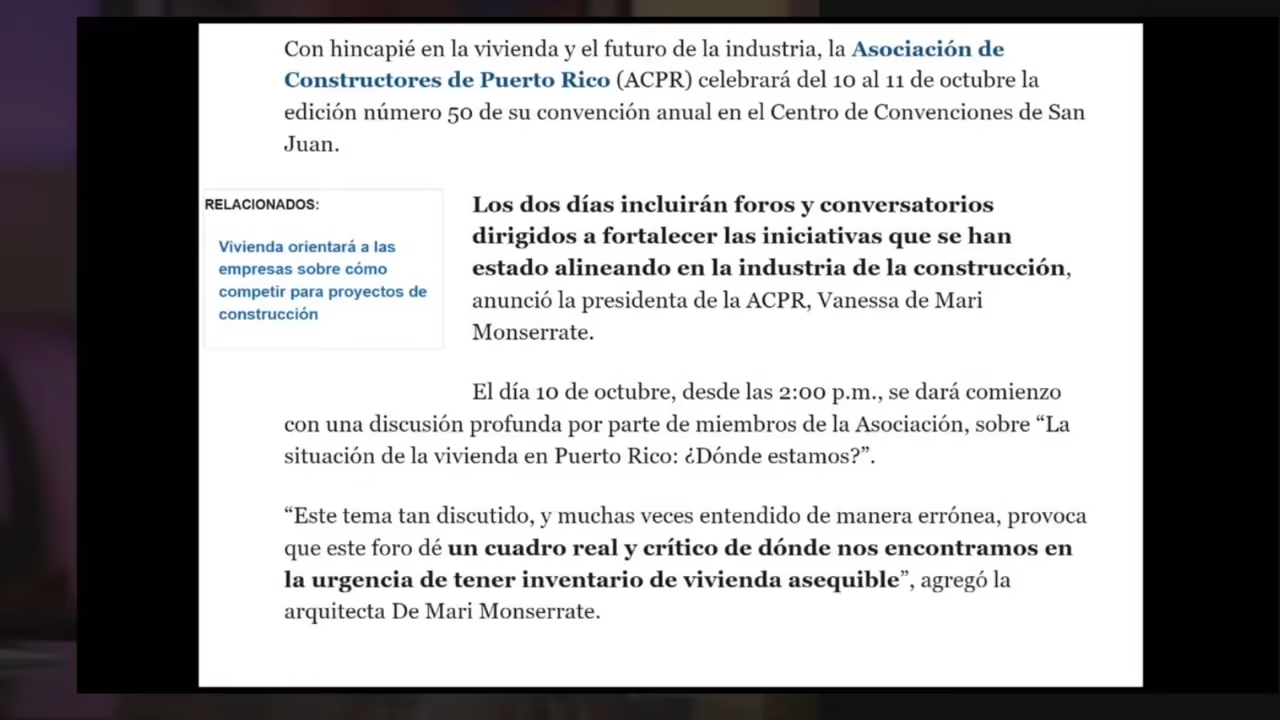 Con hincapié en la vivienda y el futuro de la industria, la Asociación de
Constructores de Puerto Rico (ACPR) celebrará del 10 al 11 de octubre la
edición número 50 de su convención anual en el Centro de Convenciones de San
Juan.
RELACIONADOS:
Vivienda orientará a las
empresas sobre cómo
competir para proyectos de
construcción
Los dos días incluirán foros y conversatorios
dirigidos a fortalecer las iniciativas que se han
estado alineando en la industria de la construcción,
anunció la presidenta de la ACPR, Vanessa de Mari
Monserrate.
El día 10 de octubre, desde las 2:00 p.m., se dará comienzo
con una discusión profunda por parte de miembros de la Asociación, sobre “La
situación de la vivienda en Puerto Rico: ¿Dónde estamos?”.
“Este tema tan discutido, y muchas veces entendido de manera errónea, provoca
que este foro dé un cuadro real y crítico de dónde nos encontramos en
la urgencia de tener inventario de vivienda asequible”, agregó la
arquitecta De Mari Monserrate.